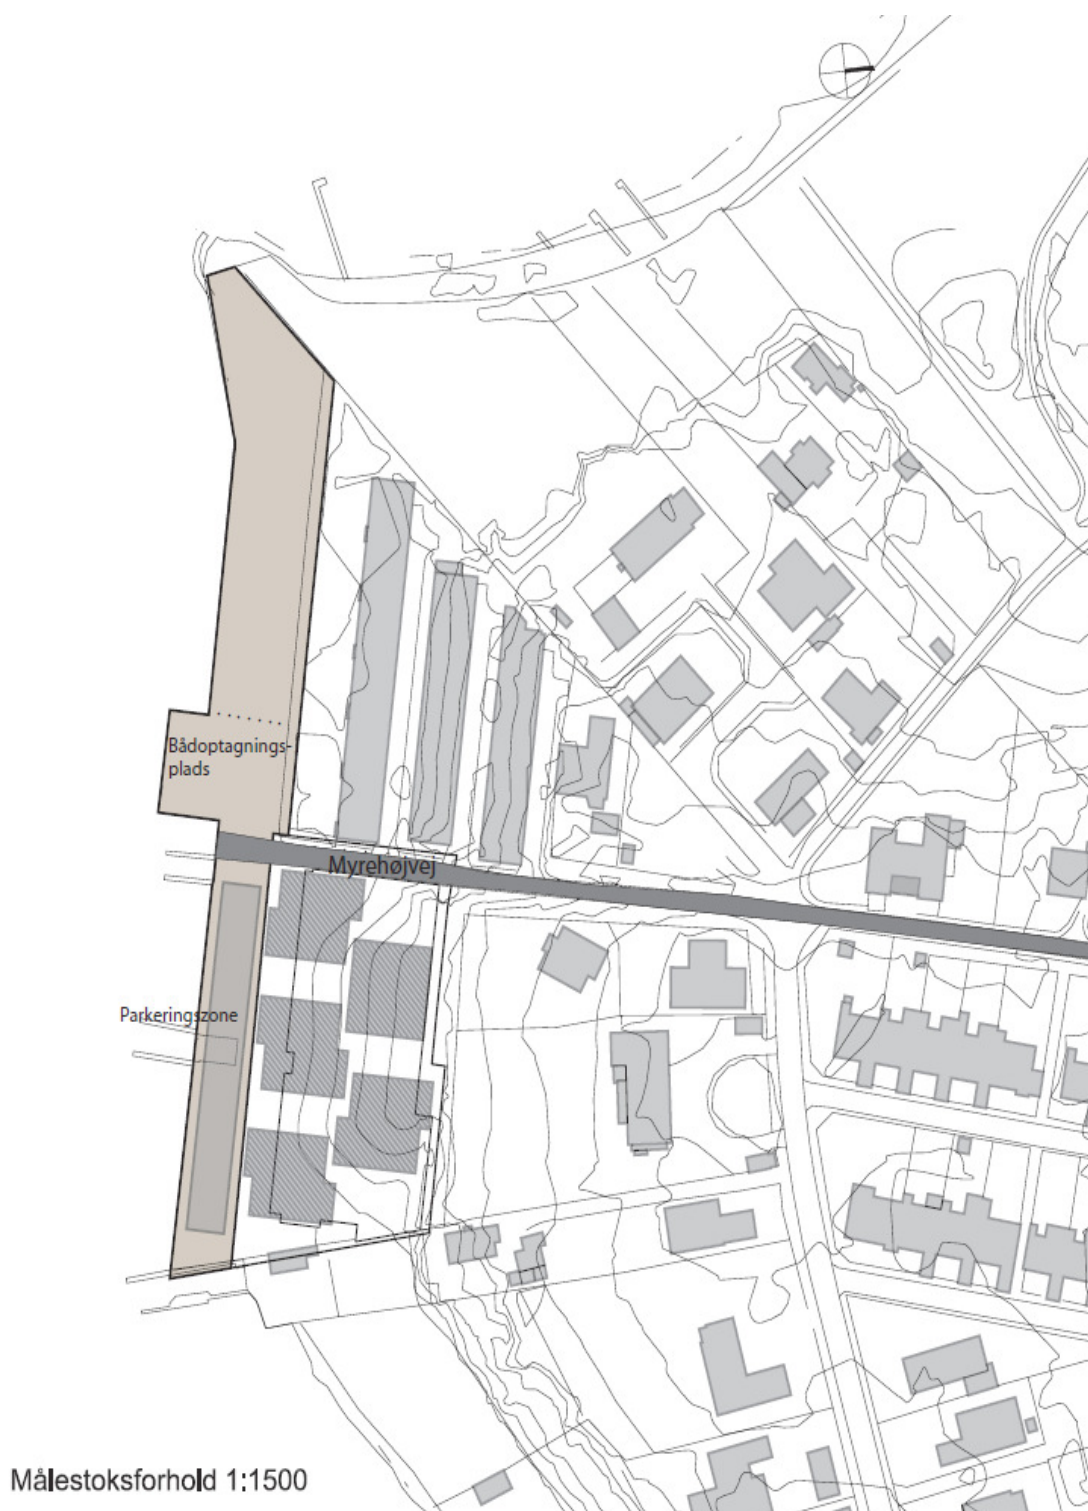 Bådoptagnings-
plads
Myrehøjvej
Parkeringszone
Målestoksforhold 1:1500